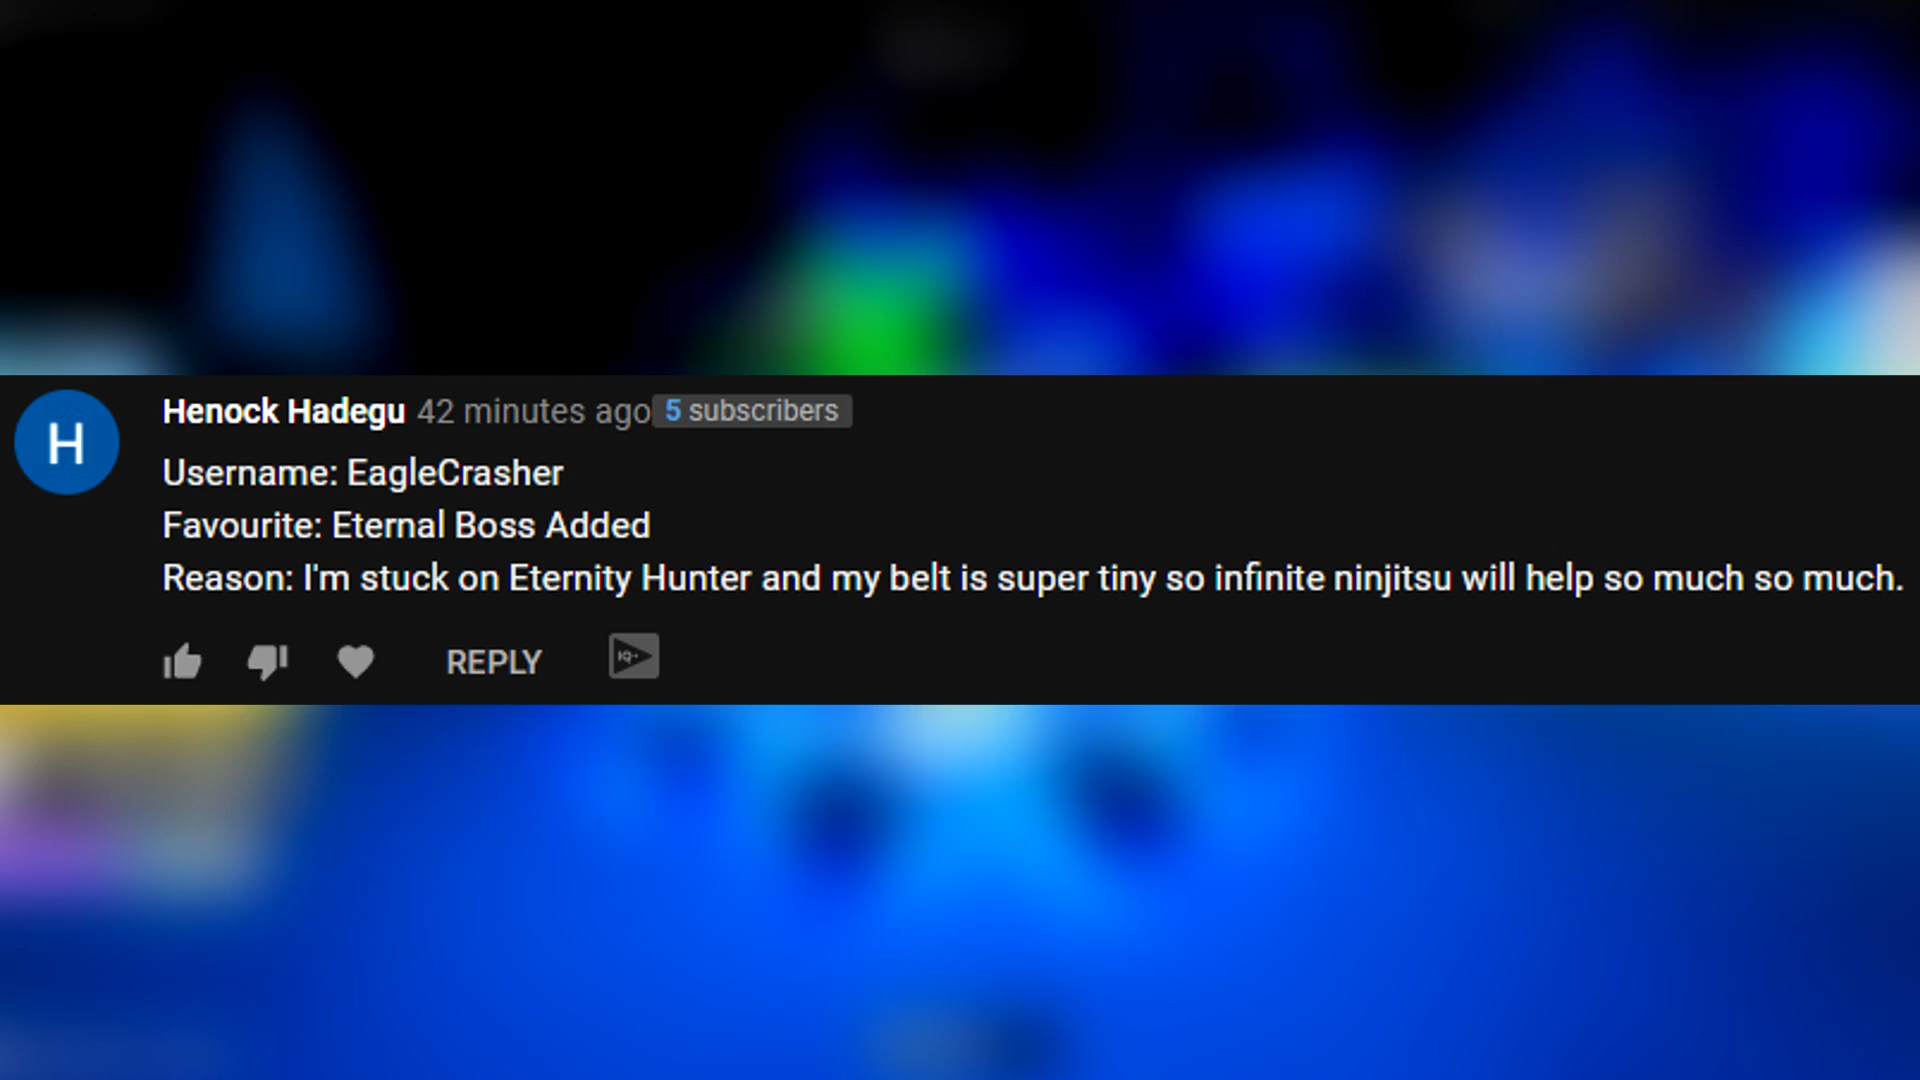 H
Henock Hadegu 42 minutes ago 5 subscribers
Username: EagleCrasher
Favourite: Eternal Boss Added
Reason: I'm stuck on Eternity Hunter and my belt is super tiny so infinite ninjitsu will help so much so much.
REPLY IQ